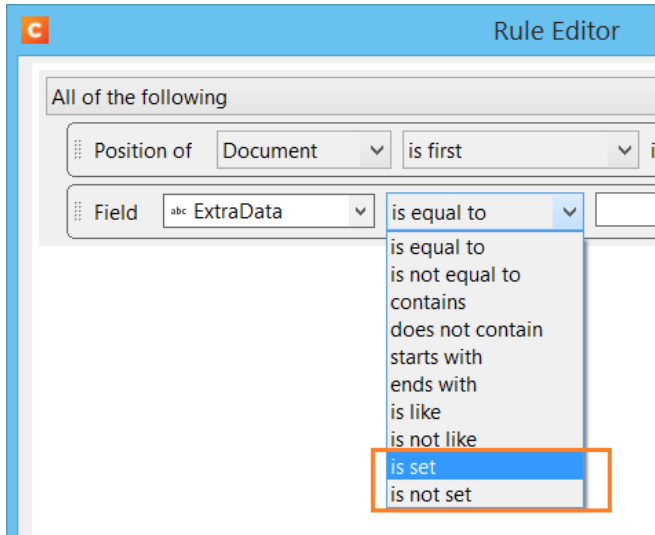 C Rule Editor
All of the following
Position of Document is first i
Field abc ExtraData is equal to
is equal to
is not equal to
contains
does not contain
starts with
ends with
is like
is not like
is set
is not set